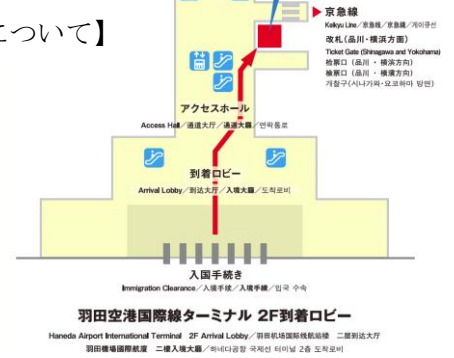 について】
京急線
Keikyu Line／京急线／京急線／게이큐선
改札(品川・横浜方面)
Ticket Gate (Shinagawa and Yokohama)
检票口（品川 ・ 横滨方向）
檢票口（品川 ・ 橫濱方向）
개찰구(시나가와·요코하마 방면)
アクセスホール
Access Hall／通道大厅／通道大廳／연락통로
到着ロビー
Arrival Lobby／到达大厅／入境大廳／도착로비
入国手続き
Immigration Clearance／入境手续／入境手續／입국 수속
羽田空港国際線ターミナル 2F到着ロビー
Haneda Airport International Terminal 2F Arrival Lobby／羽田机场国际线航站楼 二层到达大厅
羽田機場國際航廈 二樓入境大廳／하네다공항 국제선 터미널 2층 도착로비